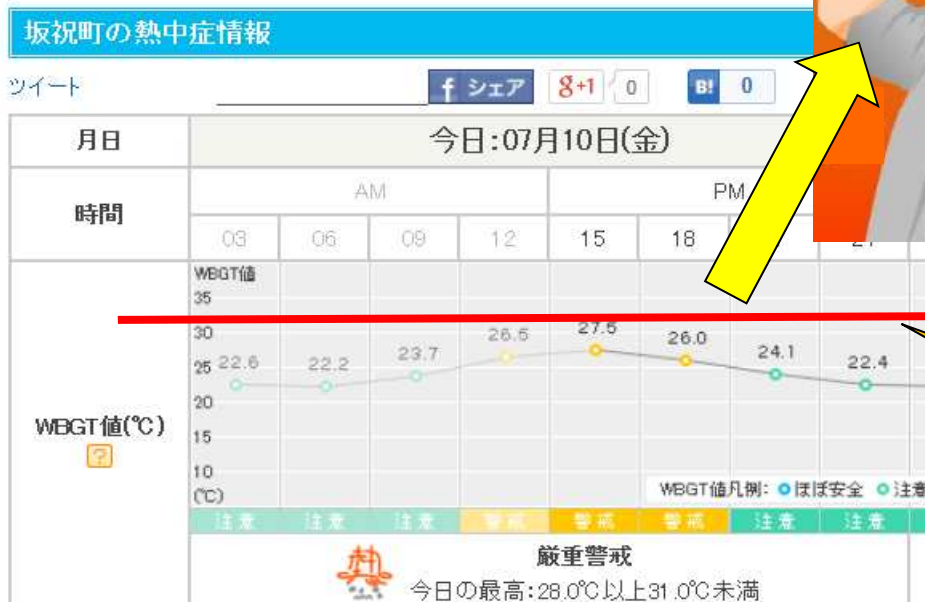 坂祝町の熱中症情報
ツイート f シェア g+1 0 B! 0
月日 今日:07月10日(金)
時間 AM PM
03 06 09 12 15 18 21
WBGT値
35
30
25
20
15
10
(℃)
22.6 22.2 23.7 26.5 27.5 26.0 24.1 22.4
WBGT値(℃)
?
WBGT値凡例: ほぼ安全 注意
注意 注意 注意 警戒 警戒 警戒 注意 注意
厳重警戒
今日の最高:28.0℃以上31.0℃未満